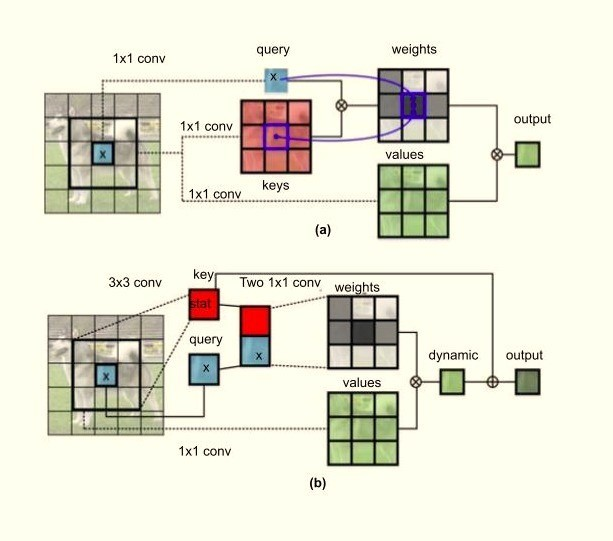 query
weights
1x1 conv
x
x
1x1 conv
output
values
keys
1x1 conv
(a)
key
3x3 conv
Two 1x1 conv
weights
stat
query
x
dynamic
output
x
x
values
1x1 conv
(b)